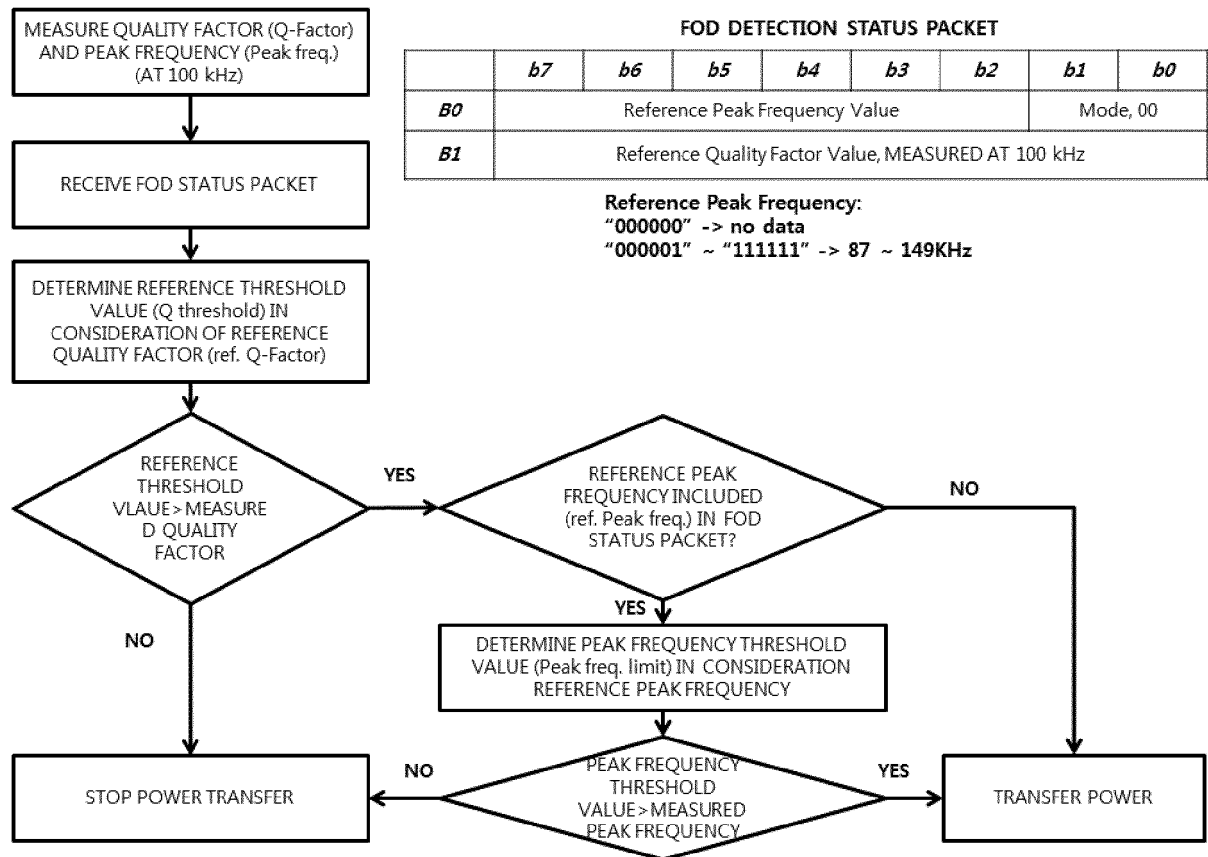 MEASURE QUALITY FACTOR (Q-Factor)
AND PEAK FREQUENCY (Peak freq.)
(AT 100 kHz)
RECEIVE FOD STATUS PACKET
DETERMINE REFERENCE THRESHOLD
VALUE (Q threshold) IN
CONSIDERATION OF REFERENCE
QUALITY FACTOR (ref. Q-Factor)
REFERENCE
THRESHOLD
VLAUE>MEASURE
D QUALITY
FACTOR
YES
NO
FOD DETECTION STATUS PACKET
b7 b6 b5 b4 b3 b2 b1 b0
B0 Reference Peak Frequency Value Mode, 00
B1 Reference Quality Factor Value, MEASURED AT 100 kHz
Reference Peak Frequency:
"000000" -> no data
"000001" ~ "111111" -> 87 ~ 149KHz
REFERENCE PEAK
FREQUENCY INCLUDED
(ref. Peak freq.) IN FOD
STATUS PACKET?
NO
YES
DETERMINE PEAK FREQUENCY THRESHOLD
VALUE (Peak freq. limit) IN CONSIDERATION
REFERENCE PEAK FREQUENCY
PEAK FREQUENCY
THRESHOLD
VALUE>MEASURED
PEAK FREQUENCY
NO
YES
STOP POWER TRANSFER
TRANSFER POWER